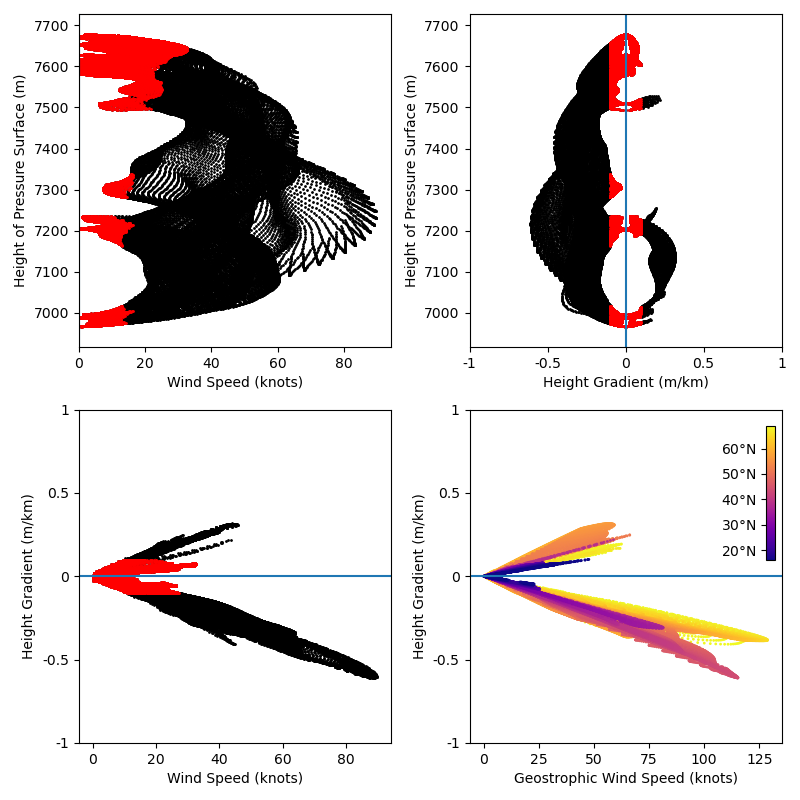 7700
7600
7500
7400
7300
7200
7100
7000
Height of Pressure Surface (m)
0 20 40 60 80
Wind Speed (knots)
7700
7600
7500
7400
7300
7200
7100
7000
Height of Pressure Surface (m)
-1 -0.5 0 0.5 1
Height Gradient (m/km)
1
0.5
0
-0.5
-1
Height Gradient (m/km)
0 20 40 60 80
Wind Speed (knots)
1
0.5
0
-0.5
-1
Height Gradient (m/km)
60°N
50°N
40°N
30°N
20°N
0 25 50 75 100 125
Geostrophic Wind Speed (knots)